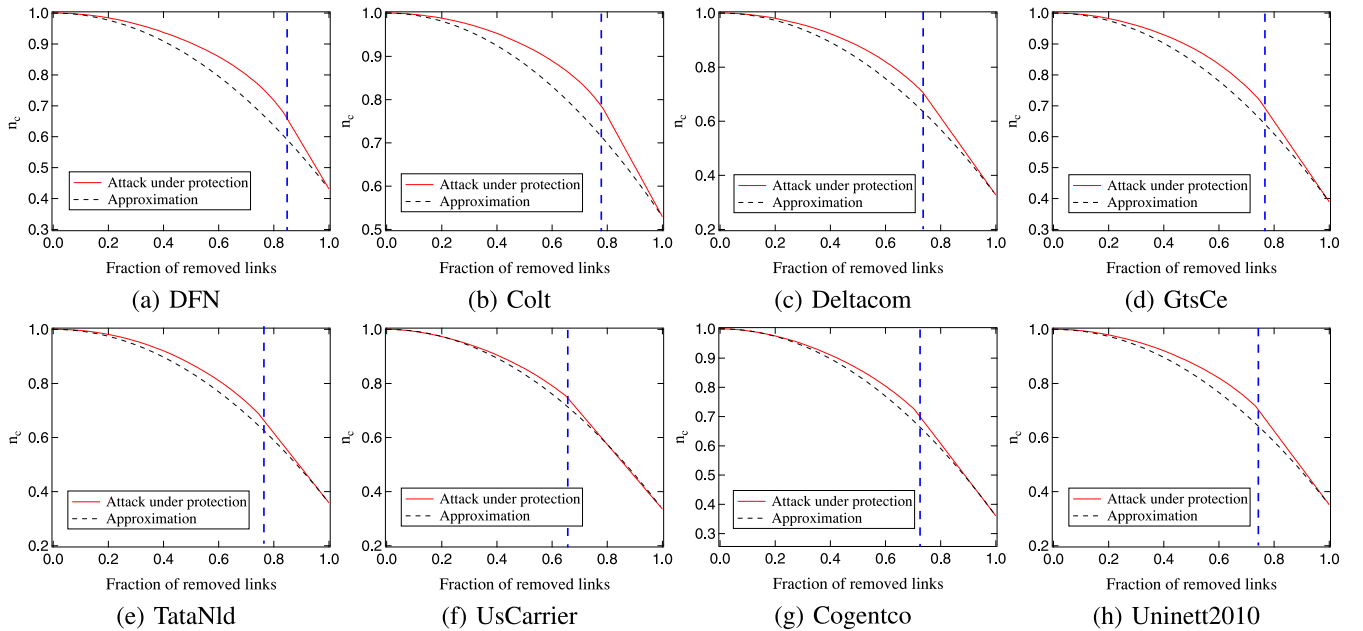 1.0
0.9
0.8
0.7
0.6
0.5
0.4
0.3
n_c
Attack under protection
Approximation
0.0 0.2 0.4 0.6 0.8 1.0
Fraction of removed links
(a) DFN
1.0
0.9
0.8
0.7
0.6
0.5
n_c
Attack under protection
Approximation
0.0 0.2 0.4 0.6 0.8 1.0
Fraction of removed links
(b) Colt
1.0
0.8
0.6
0.4
0.2
n_c
Attack under protection
Approximation
0.0 0.2 0.4 0.6 0.8 1.0
Fraction of removed links
(c) Deltacom
1.0
0.9
0.8
0.7
0.6
0.5
0.4
0.3
n_c
Attack under protection
Approximation
0.0 0.2 0.4 0.6 0.8 1.0
Fraction of removed links
(d) GtsCe
1.0
0.8
0.6
0.4
0.2
n_c
Attack under protection
Approximation
0.0 0.2 0.4 0.6 0.8 1.0
Fraction of removed links
(e) TataNld
1.0
0.8
0.6
0.4
0.2
n_c
Attack under protection
Approximation
0.0 0.2 0.4 0.6 0.8 1.0
Fraction of removed links
(f) UsCarrier
1.0
0.9
0.8
0.7
0.6
0.5
0.4
0.3
n_c
Attack under protection
Approximation
0.0 0.2 0.4 0.6 0.8 1.0
Fraction of removed links
(g) Cogentco
1.0
0.8
0.6
0.4
0.2
n_c
Attack under protection
Approximation
0.0 0.2 0.4 0.6 0.8 1.0
Fraction of removed links
(h) Uninett2010